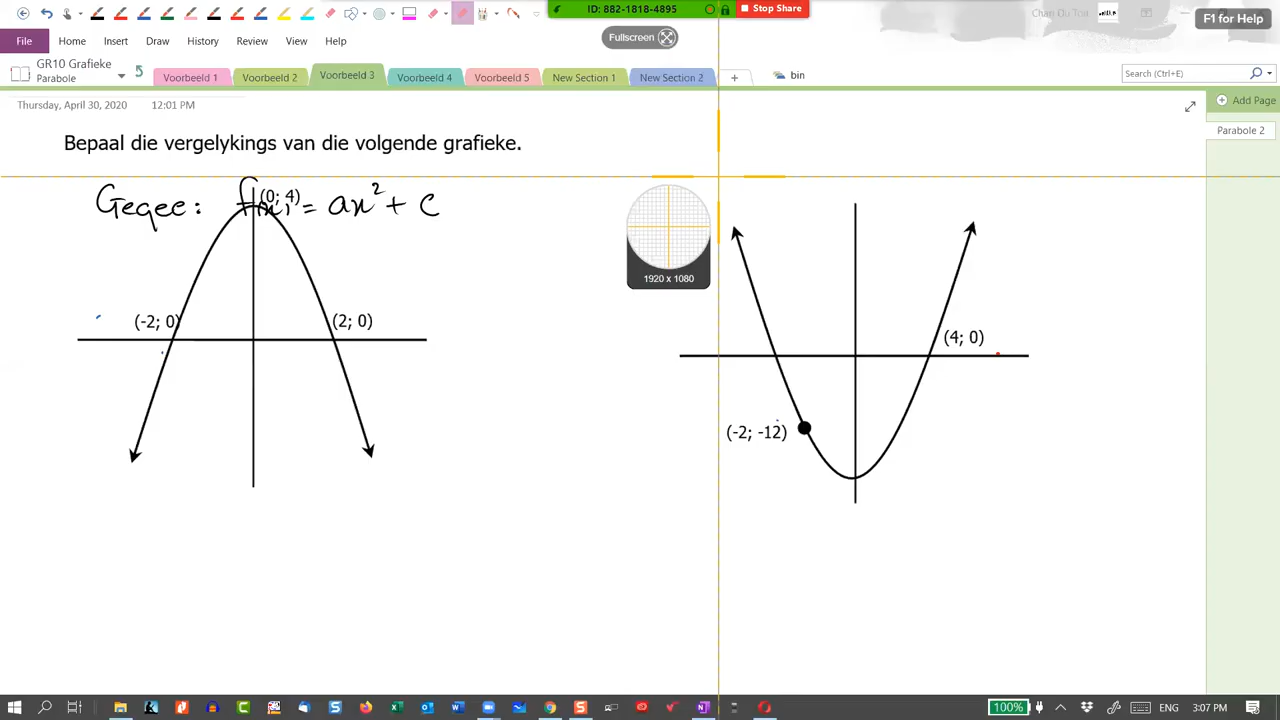 ID: 882-1818-4895
Stop Share
F1 for Help
File
Home
Insert
Draw
History
Review
View
Help
Fullscreen
GR10 Grafieke
Parabole
Voorbeeld 1
Voorbeeld 2
Voorbeeld 3
Voorbeeld 4
Voorbeeld 5
New Section 1
New Section 2
bin
Search (Ctrl+E)
Thursday, April 30, 2020
12:01 PM
Add Page
Parabole 2
Bepaal die vergelykings van die volgende grafieke.
Gegee: f(x) = ax² + c
(0; 4)
(-2; 0)
(2; 0)
1920 x 1080
(4; 0)
(-2; -12)
100%
3:07 PM